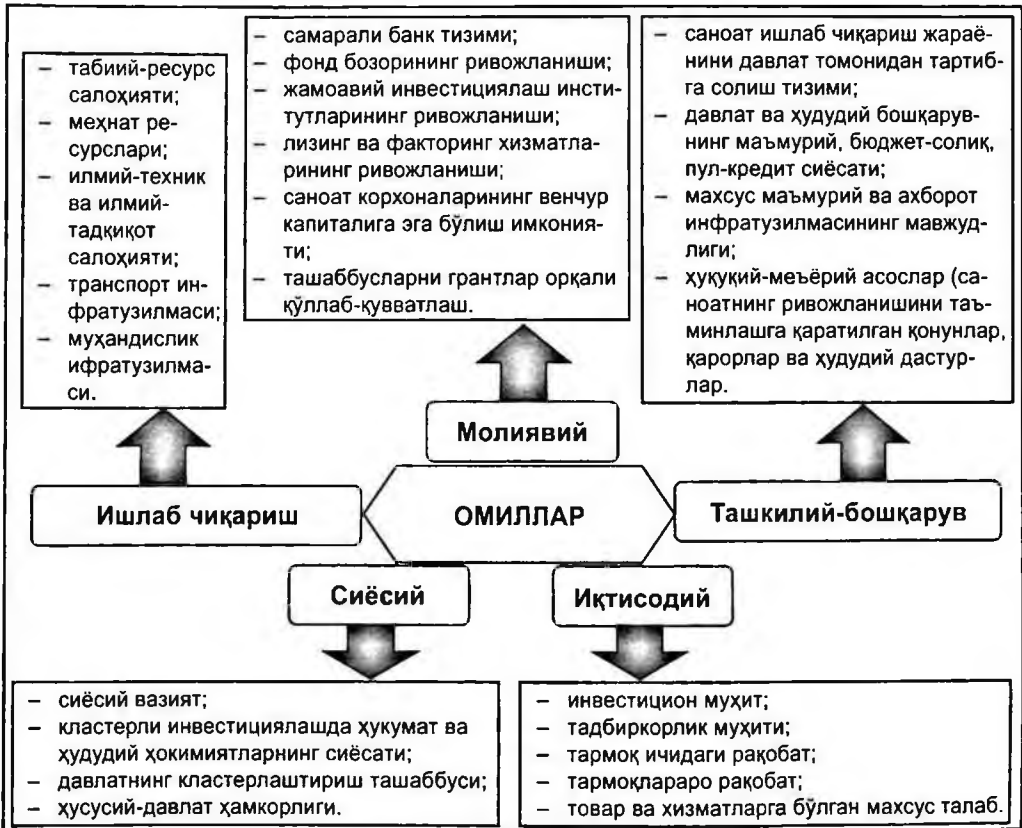 – табиий-ресурс
салоҳияти;
– меҳнат ре-
сурслари;
– илмий-техник
ва илмий-
тадқиқот
салоҳияти;
– транспорт ин-
фратузилмаси;
– муҳандислик
ифратузилма-
си.
– самарали банк тизими;
– фонд бозорининг ривожланиши;
– жамоавий инвестициялаш инсти-
тутларининг ривожланиши;
– лизинг ва факторинг хизматла-
рининг ривожланиши;
– саноат корхоналарининг венчур
капиталига эга бўлиш имкония-
ти;
– ташаббусларни грантлар орқали
қўллаб-қувватлаш.
– саноат ишлаб чиқариш жараё-
нини давлат томонидан тартиб-
га солиш тизими;
– давлат ва ҳудудий бошқарув-
нинг маъмурий, бюджет-солиқ,
пул-кредит сиёсати;
– махсус маъмурий ва ахборот
инфратузилмасининг мавжуд-
лиги;
– ҳуқуқий-меъёрий асослар (са-
ноатнинг ривожланишини таъ-
минлашга қаратилган қонунлар,
қарорлар ва ҳудудий дастур-
лар.
Молиявий
Ишлаб чиқариш
ОМИЛЛАР
Ташкилий-бошқарув
Сиёсий
Иқтисодий
– сиёсий вазият;
– кластерли инвестициялашда ҳукумат ва
ҳудудий ҳокимиятларнинг сиёсати;
– давлатнинг кластерлаштириш ташаббуси;
– ҳусусий-давлат ҳамкорлиги.
– инвестицион муҳит;
– тадбиркорлик муҳити;
– тармоқ ичидаги рақобат;
– тармоқлараро рақобат;
– товар ва хизматларга бўлган махсус талаб.